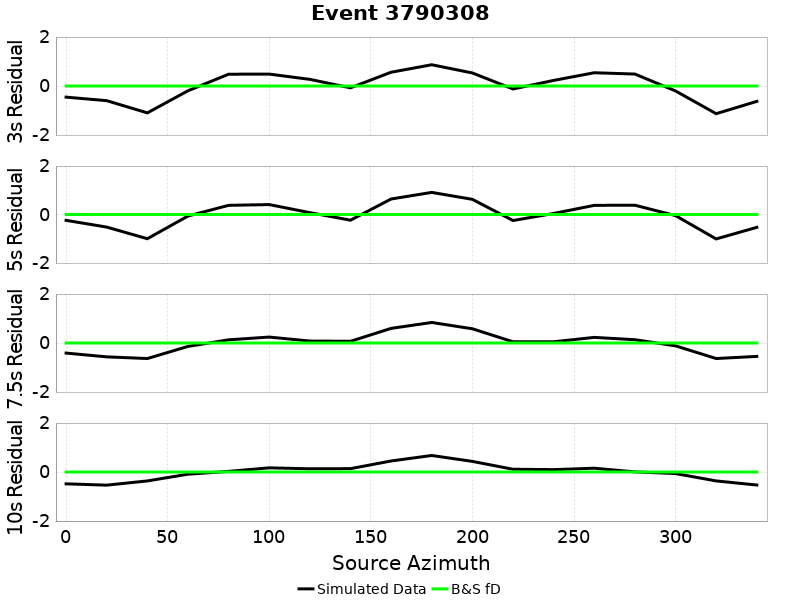 Event 3790308
3s Residual
2
0
-2
5s Residual
2
0
-2
7.5s Residual
2
0
-2
10s Residual
2
0
-2
0 50 100 150 200 250 300
Source Azimuth
Simulated Data B&S fD